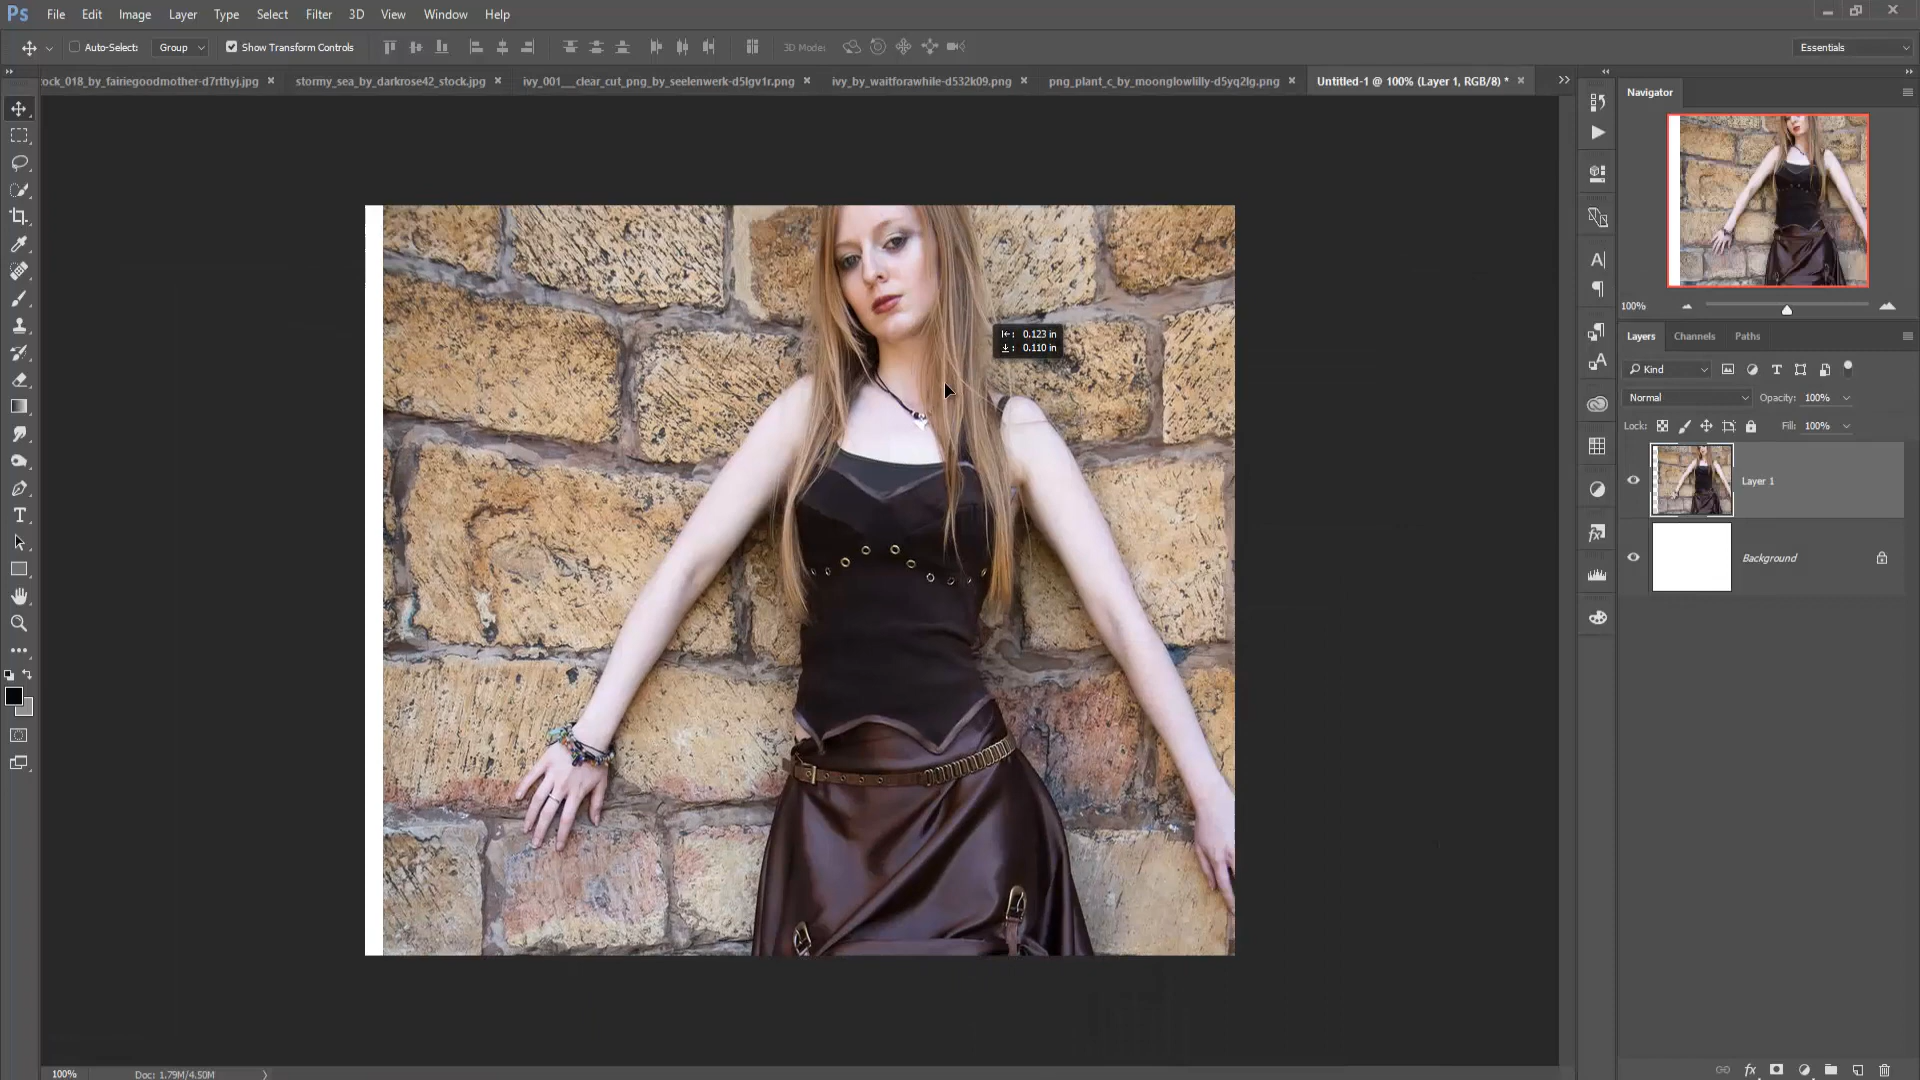 Ps File Edit Image Layer Type Select Filter 3D View Window Help
Auto-Select: Group Show Transform Controls 3D Mode: Essentials
ock_018_by_fairiegoodmother-d7rthyj.jpg × stormy_sea_by_darkrose42_stock.jpg × ivy_001__clear_cut_png_by_seelenwerk-d5lgv1r.png × ivy_by_waitforawhile-d532k09.png × png_plant_c_by_moonglowlilly-d5yq2lg.png × Untitled-1 @ 100% (Layer 1, RGB/8) * ×
Navigator
100%
Layers Channels Paths
Kind
Normal Opacity: 100%
Lock: Fill: 100%
Layer 1
Background
0.123 in
0.110 in
100% Doc: 1.79M/4.50M